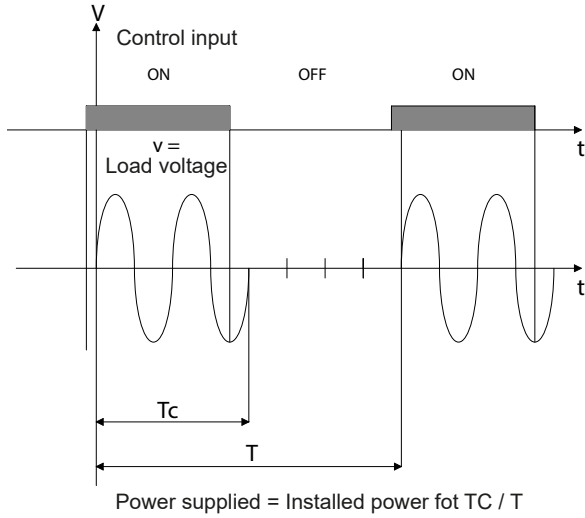 V
Control input
ON OFF ON
t
v =
Load voltage
t
Tc
T
Power supplied = Installed power fot TC / T